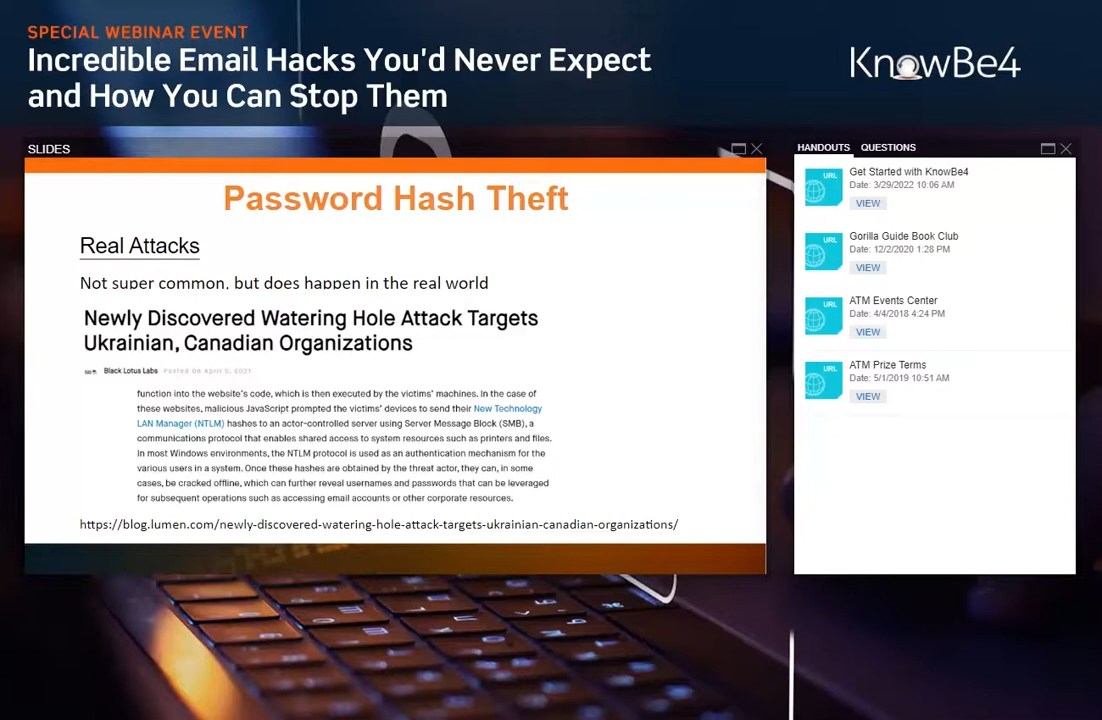 SPECIAL WEBINAR EVENT
Incredible Email Hacks You'd Never Expect
and How You Can Stop Them
KnowBe4
SLIDES
Password Hash Theft
Real Attacks
Not super common, but does happen in the real world
Newly Discovered Watering Hole Attack Targets
Ukrainian, Canadian Organizations
Black Lotus Labs Posted On April 5, 2021
function into the website's code, which is then executed by the victims' machines. In the case of
these websites, malicious JavaScript prompted the victims' devices to send their New Technology
LAN Manager (NTLM) hashes to an actor-controlled server using Server Message Block (SMB), a
communications protocol that enables shared access to system resources such as printers and files.
In most Windows environments, the NTLM protocol is used as an authentication mechanism for the
various users in a system. Once these hashes are obtained by the threat actor, they can, in some
cases, be cracked offline, which can further reveal usernames and passwords that can be leveraged
for subsequent operations such as accessing email accounts or other corporate resources.
https://blog.lumen.com/newly-discovered-watering-hole-attack-targets-ukrainian-canadian-organizations/
HANDOUTS QUESTIONS
URL
Get Started with KnowBe4
Date: 3/29/2022 10:06 AM
VIEW
URL
Gorilla Guide Book Club
Date: 12/2/2020 1:28 PM
VIEW
URL
ATM Events Center
Date: 4/4/2018 4:24 PM
VIEW
URL
ATM Prize Terms
Date: 5/1/2019 10:51 AM
VIEW